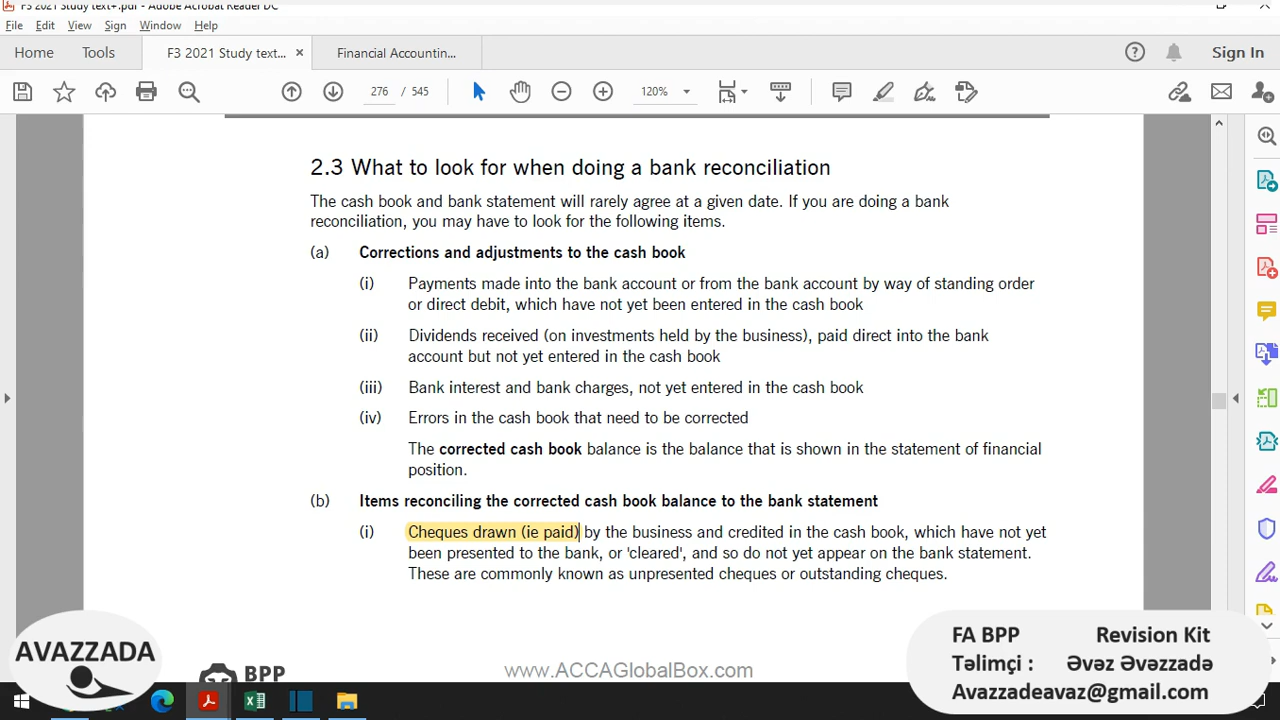 F3 2021 Study text+.pdf - Adobe Acrobat Reader DC
File Edit View Sign Window Help
Home Tools F3 2021 Study text... × Financial Accountin... Sign In
276 / 545 120%
2.3 What to look for when doing a bank reconciliation
The cash book and bank statement will rarely agree at a given date. If you are doing a bank
reconciliation, you may have to look for the following items.
(a) Corrections and adjustments to the cash book
(i) Payments made into the bank account or from the bank account by way of standing order
or direct debit, which have not yet been entered in the cash book
(ii) Dividends received (on investments held by the business), paid direct into the bank
account but not yet entered in the cash book
(iii) Bank interest and bank charges, not yet entered in the cash book
(iv) Errors in the cash book that need to be corrected
The corrected cash book balance is the balance that is shown in the statement of financial
position.
(b) Items reconciling the corrected cash book balance to the bank statement
(i) Cheques drawn (ie paid) by the business and credited in the cash book, which have not yet
been presented to the bank, or 'cleared', and so do not yet appear on the bank statement.
These are commonly known as unpresented cheques or outstanding cheques.
AVAZZADA
BPP
www.ACCAGlobalBox.com
FA BPP Revision Kit
Təlimçi : Əvəz Əvəzzadə
Avazzadeavaz@gmail.com